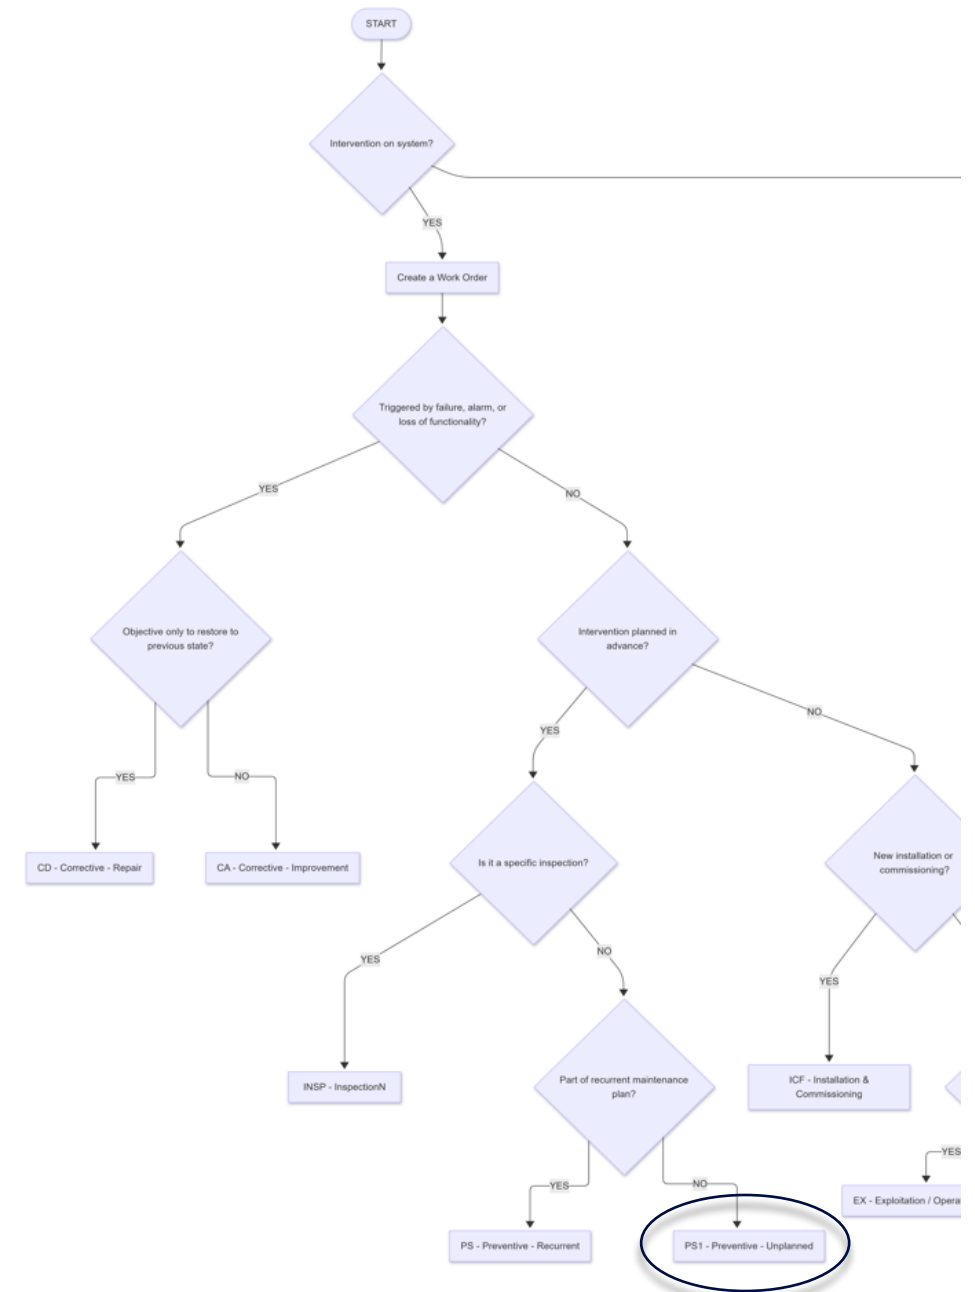 START
Intervention on system?
YES
Create a Work Order
Triggered by failure, alarm, or
loss of functionality?
YES
NO
Objective only to restore to
previous state?
Intervention planned in
advance?
YES
NO
YES
NO
CD - Corrective - Repair
CA - Corrective - Improvement
Is it a specific inspection?
New installation or
commissioning?
YES
NO
YES
INSP - InspectionN
Part of recurrent maintenance
plan?
ICF - Installation &
Commissioning
YES
NO
YES
EX - Exploitation /
PS - Preventive - Recurrent
PS1 - Preventive - Unplanned